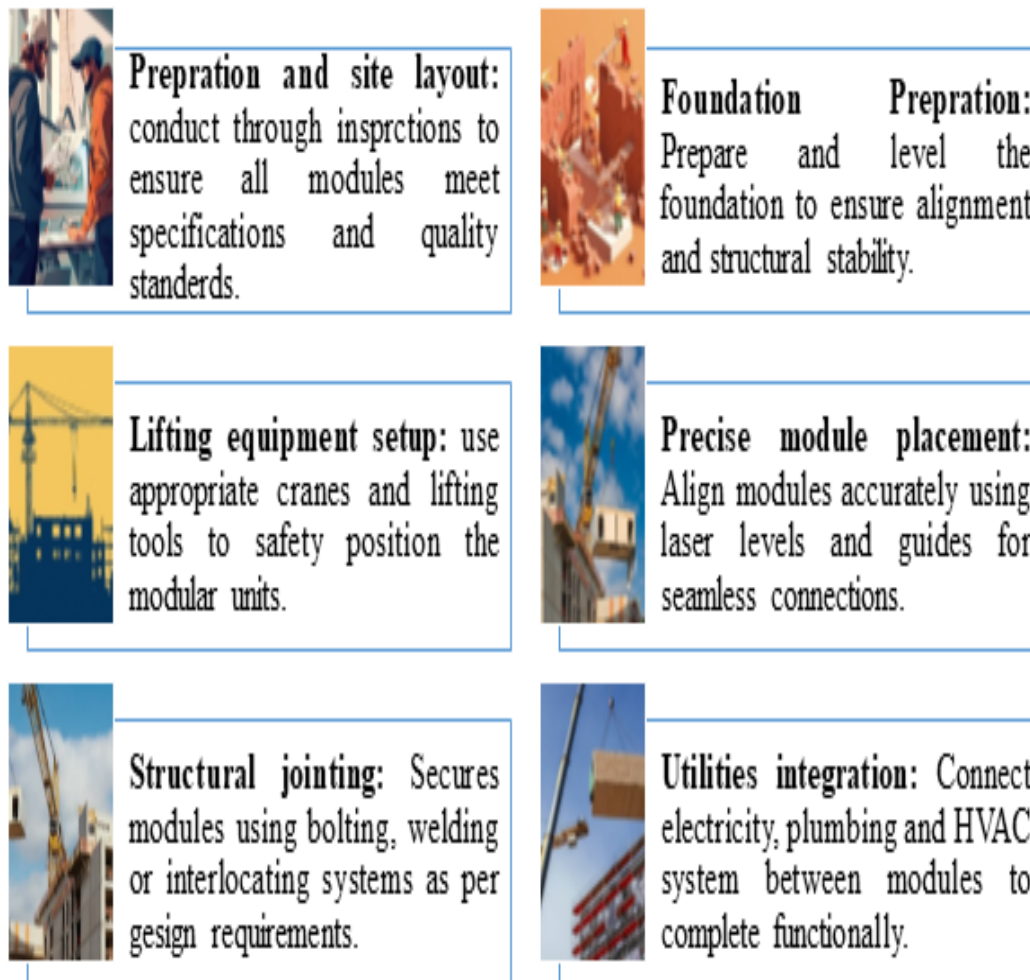 Prepration and site layout:
conduct through insprctions to
ensure all modules meet
specifications and quality
standerds.
Foundation Prepration:
Prepare and level the
foundation to ensure alignment
and structural stability.
Lifting equipment setup: use
appropriate cranes and lifting
tools to safety position the
modular units.
Precise module placement:
Align modules accurately using
laser levels and guides for
seamless connections.
Structural jointing: Secures
modules using bolting, welding
or interlocating systems as per
gesign requirements.
Utilities integration: Connect
electricity, plumbing and HVAC
system between modules to
complete functionally.